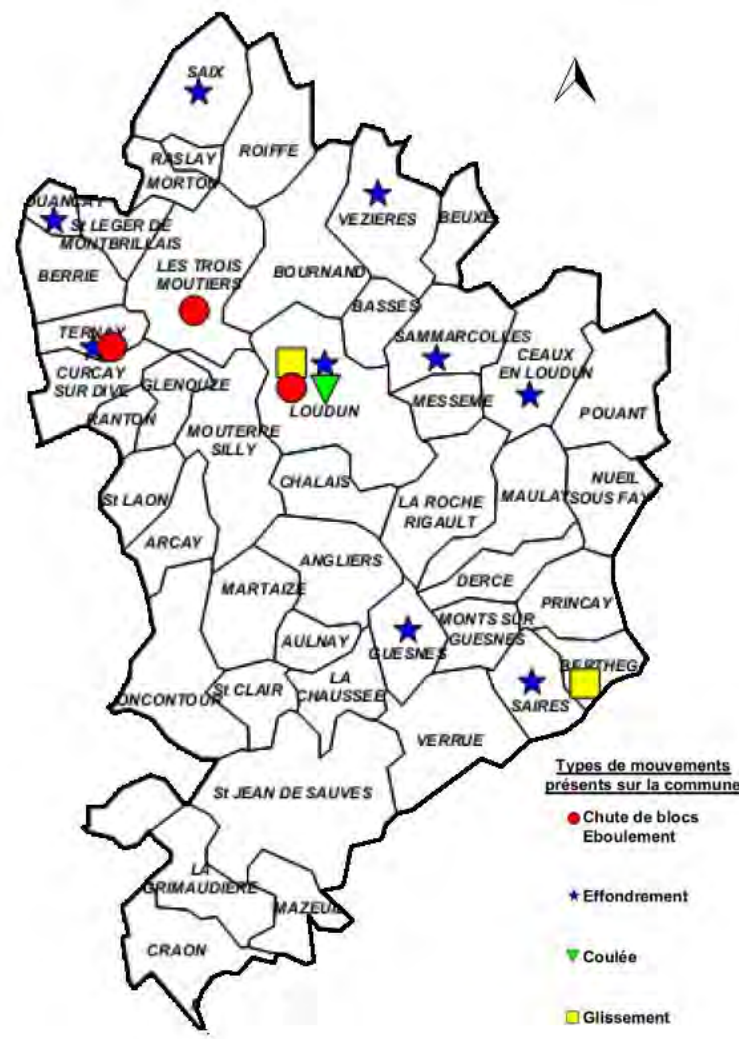 SAIX
ROIFFE
RASLAY
MORTON
VEZIERES
BEUXE
St LEGER DE
MONTBRILLAIS
BERRIE
LES TROIS
MOUTIERS
BOURNAND
BASSES
TERNAY
SAMMARCOLLES
CEAUX
EN LOUDUN
CURCAY
SUR DIVE
GLENOUZE
RANTON
LOUDUN
MESSEME
POUANT
MOUTERRE
SILLY
CHALAIS
LA ROCHE
RIGAULT
MAULAY
NUEIL
SOUS FAY
St LAON
ARCAY
ANGLIERS
MARTAIZE
DERCE
PRINCAY
AULNAY
GUESNES
MONTS SUR
GUESNES
BERTHEG
ONCONTOUR
St CLAIR
LA
CHAUSSEE
SAIRES
VERRUE
St JEAN DE SAUVES
LA
GRIMAUDIERE
MAZEUIL
CRAON
Types de mouvements
présents sur la commune
Chute de blocs
Eboulement
Effondrement
Coulée
Glissement